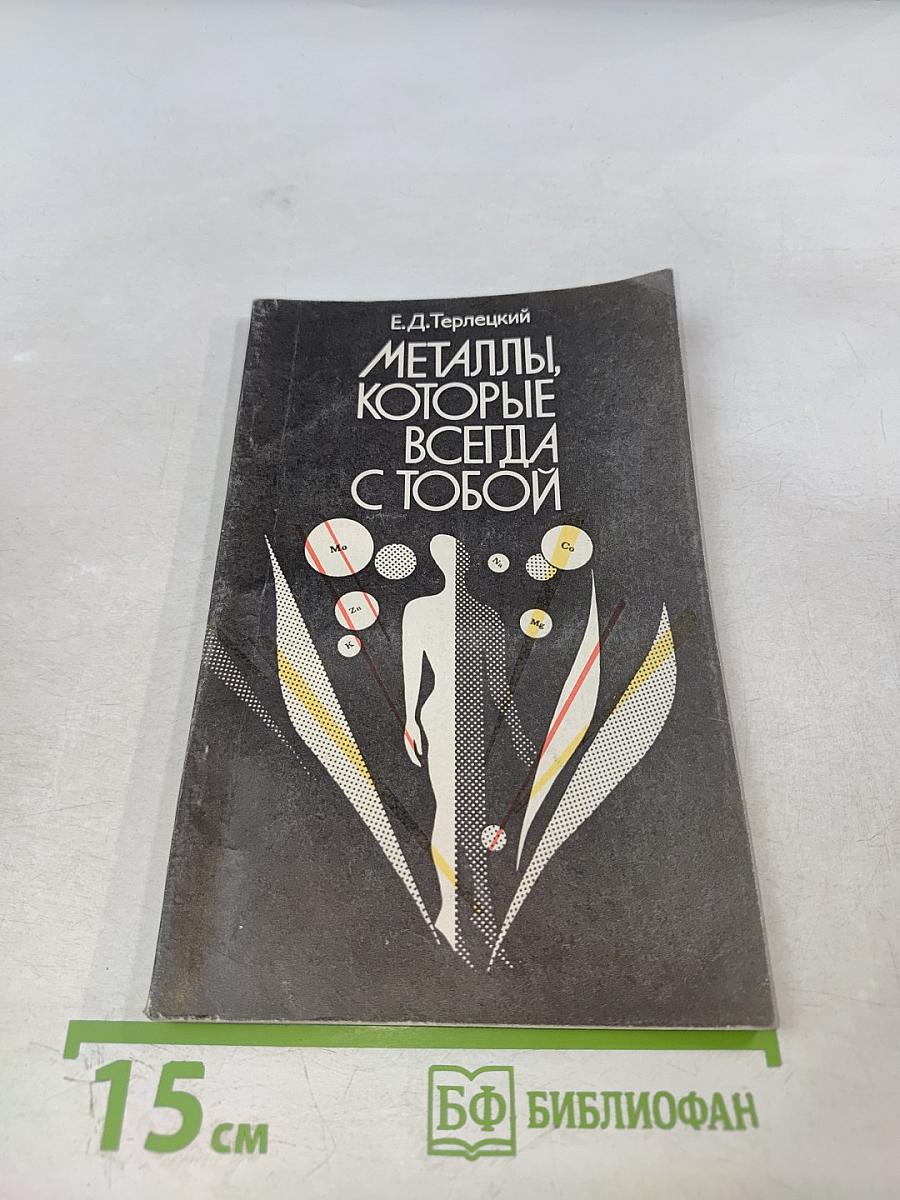 Е.Д.Терлецкий
МЕТАЛЛЫ,
КОТОРЫЕ
ВСЕГДА
С ТОБОЙ
Mo
Co
Na
Zn
Mg
K
15 см
БФ БИБЛИОФАН